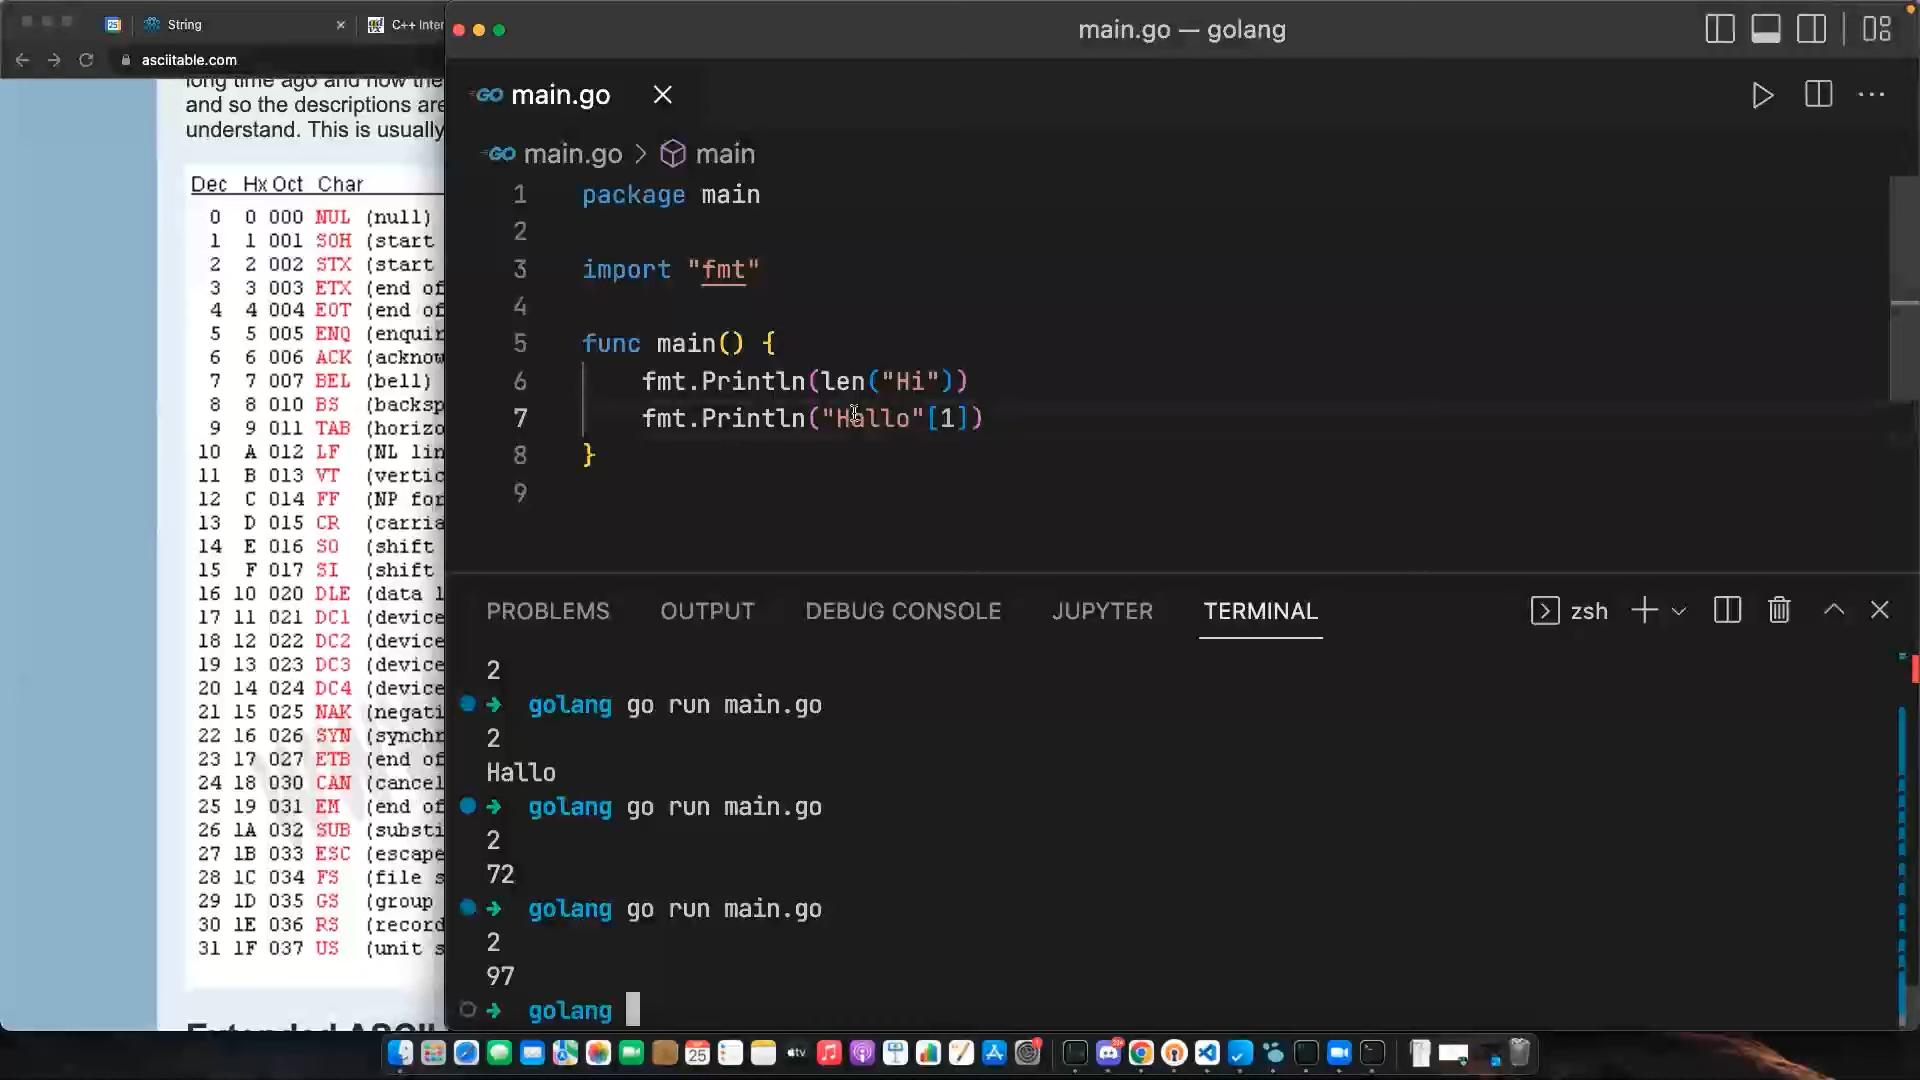 String
C++ Inter
asciitable.com
long time ago and now the
and so the descriptions are
understand. This is usually
Dec Hx Oct Char
0 0 000 NUL (null)
1 1 001 SOH (start
2 2 002 STX (start
3 3 003 ETX (end of
4 4 004 EOT (end of
5 5 005 ENQ (enquir
6 6 006 ACK (acknow
7 7 007 BEL (bell)
8 8 010 BS (backsp
9 9 011 TAB (horizo
10 A 012 LF (NL lin
11 B 013 VT (vertic
12 C 014 FF (NP for
13 D 015 CR (carria
14 E 016 SO (shift
15 F 017 SI (shift
16 10 020 DLE (data l
17 11 021 DC1 (device
18 12 022 DC2 (device
19 13 023 DC3 (device
20 14 024 DC4 (device
21 15 025 NAK (negati
22 16 026 SYN (synchr
23 17 027 ETB (end of
24 18 030 CAN (cancel
25 19 031 EM (end of
26 1A 032 SUB (substi
27 1B 033 ESC (escape
28 1C 034 FS (file s
29 1D 035 GS (group
30 1E 036 RS (record
31 1F 037 US (unit s
Extended ASCII
main.go — golang
GO main.go
GO main.go > main
1 package main
2
3 import "fmt"
4
5 func main() {
6 fmt.Println(len("Hi"))
7 fmt.Println("Hallo"[1])
8 }
9
PROBLEMS OUTPUT DEBUG CONSOLE JUPYTER TERMINAL zsh
2
golang go run main.go
2
Hallo
golang go run main.go
2
72
golang go run main.go
2
97
golang
25
tv